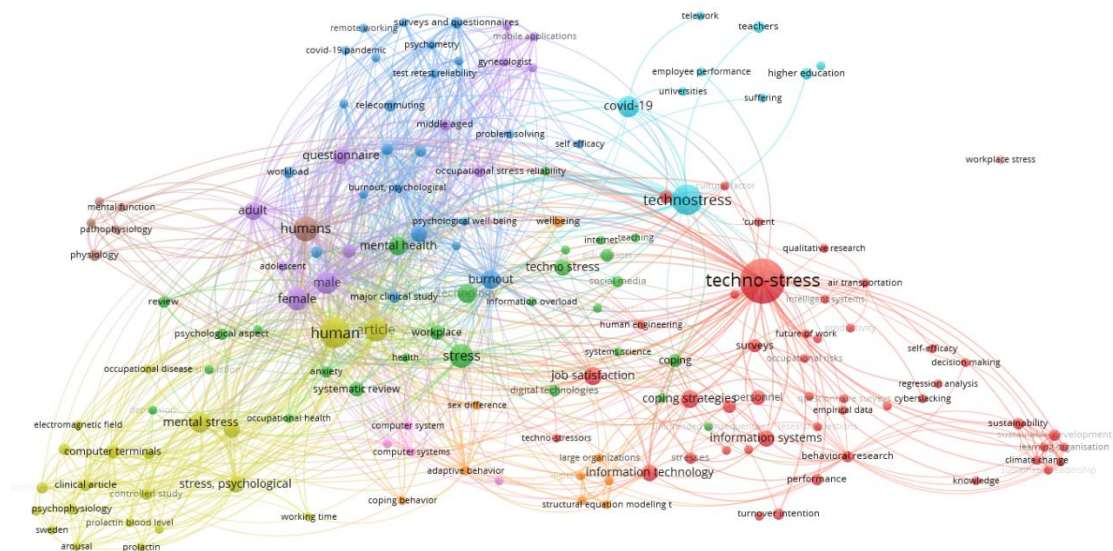 telework
surveys and questionnaires
teachers
remote working
mobile applications
psychometry
covid-19 pandemic
gynecologist
test retest reliability
employee performance
higher education
universities
suffering
telecommuting
covid-19
middle aged
problem solving
self efficacy
questionnaire
workplace stress
workload
occupational stress
reliability
burnout, psychological
mental function
technostress
adult
psychological well-being
wellbeing
'current
pathophysiology
humans
mental health
internet
teaching
qualitative research
physiology
adolescent
techno stress
burnout
social media
techno-stress
air transportation
male
major clinical study
technology
information overload
intelligent systems
review
female
human engineering
psychological aspect
human
article
workplace
future of work
surveys
systems science
self-efficacy
health
stress
coping
occupational risks
decision making
occupational disease
anxiety
job satisfaction
regression analysis
systematic review
digital technologies
cyberslacking
coping strategies
personnel
sex difference
empirical data
mental stress
occupational health
sustainability
electromagnetic field
computer system
techno-stressors
information systems
sustainable development
learning organisation
computer terminals
computer systems
large organizations
stresses
behavioral research
climate change
adaptive behavior
information technology
clinical article
stress, psychological
performance
knowledge
controlled study
psychophysiology
coping behavior
structural equation modeling t
prolactin blood level
turnover intention
working time
sweden
arousal
prolactin